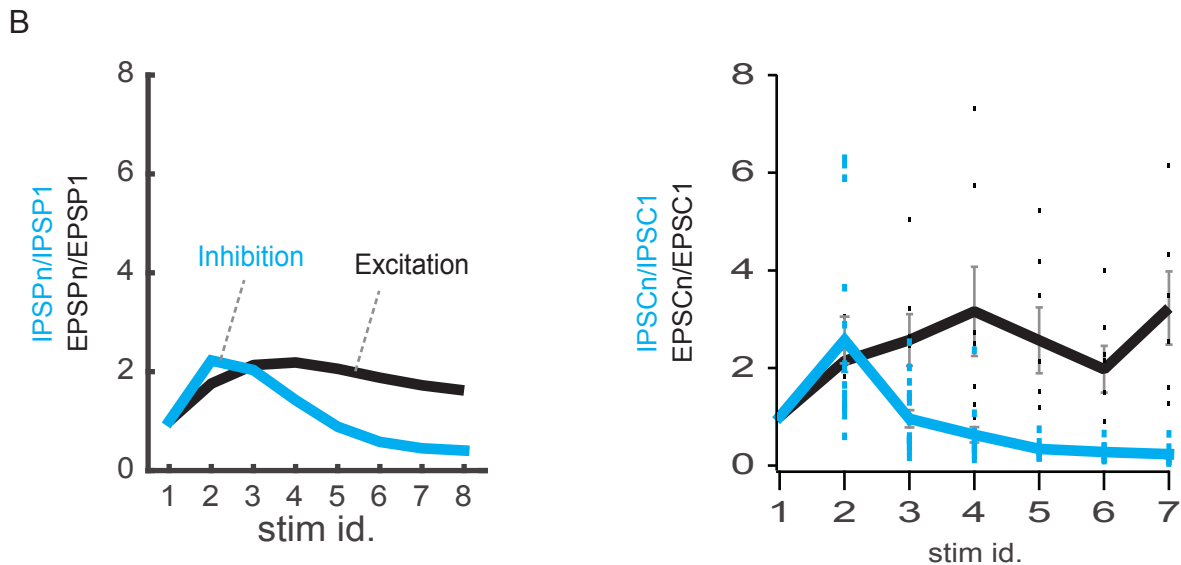 B
IPSPn/IPSP1
EPSPn/EPSP1
8
6
4
2
0
Inhibition
Excitation
1 2 3 4 5 6 7 8
stim id.
IPSCn/IPSC1
EPSCn/EPSC1
8
6
4
2
0
1 2 3 4 5 6 7
stim id.